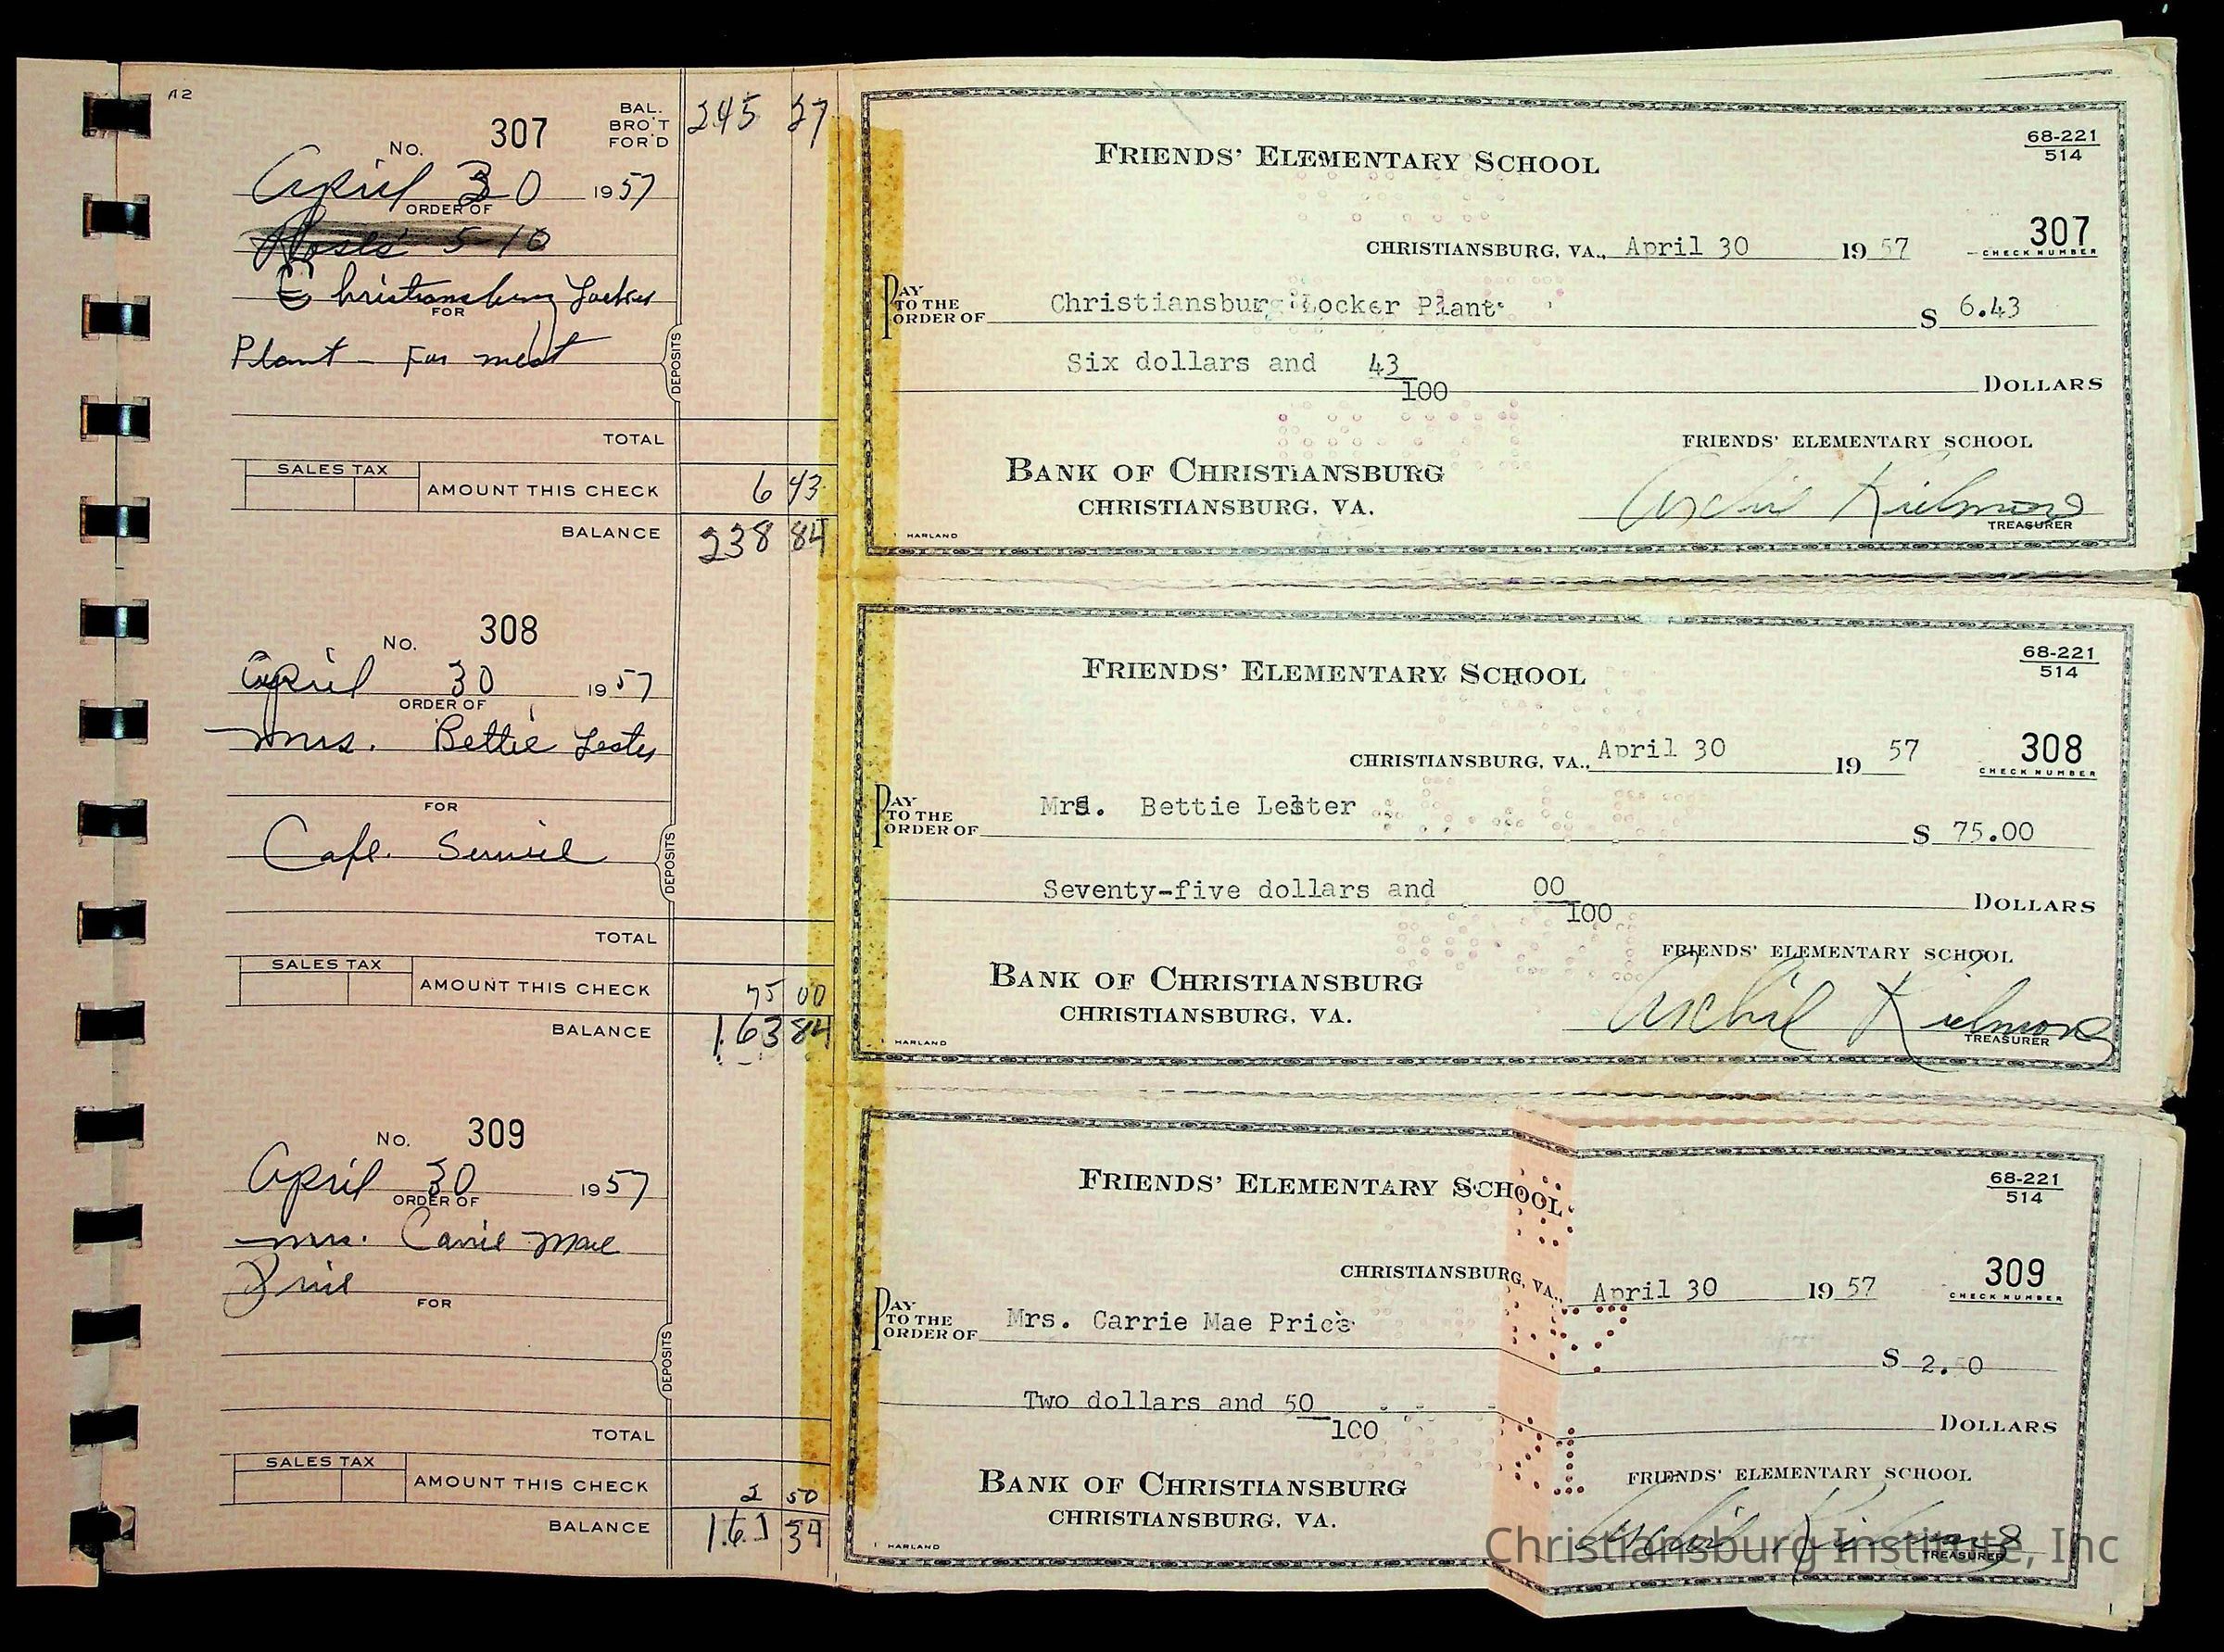 A2
No. 307 BAL. BRO'T FOR'D 245 27
April 30 1957
ORDER OF
Roses 5-10
Christiansburg Locker
FOR
Plant - For meat
DEPOSITS
TOTAL
SALES TAX AMOUNT THIS CHECK 6 43
BALANCE 238 84
No. 308
April 30 1957
ORDER OF
Mrs. Bettie Lester
FOR
Cafe. Service
DEPOSITS
TOTAL
SALES TAX AMOUNT THIS CHECK 75 00
BALANCE 163 84
No. 309
April 30 1957
ORDER OF
Mrs. Carrie Mae
Price
FOR
DEPOSITS
TOTAL
SALES TAX AMOUNT THIS CHECK 2 50
BALANCE 161 34
FRIENDS' ELEMENTARY SCHOOL
68-221
514
CHRISTIANSBURG, VA., April 30 1957 307
CHECK NUMBER
PAY TO THE ORDER OF Christiansburg Locker Plant $ 6.43
Six dollars and 43/100 DOLLARS
FRIENDS' ELEMENTARY SCHOOL
BANK OF CHRISTIANSBURG
CHRISTIANSBURG, VA.
TREASURER
HARLAND
FRIENDS' ELEMENTARY SCHOOL
68-221
514
CHRISTIANSBURG, VA., April 30 1957 308
CHECK NUMBER
PAY TO THE ORDER OF Mrs. Bettie Lester $ 75.00
Seventy-five dollars and 00/100 DOLLARS
FRIENDS' ELEMENTARY SCHOOL
BANK OF CHRISTIANSBURG
CHRISTIANSBURG, VA.
TREASURER
HARLAND
FRIENDS' ELEMENTARY SCHOOL
68-221
514
CHRISTIANSBURG, VA., April 30 1957 309
CHECK NUMBER
PAY TO THE ORDER OF Mrs. Carrie Mae Price $ 2.50
Two dollars and 50/100 DOLLARS
FRIENDS' ELEMENTARY SCHOOL
BANK OF CHRISTIANSBURG
CHRISTIANSBURG, VA.
TREASURER
HARLAND
Christiansburg Institute, Inc